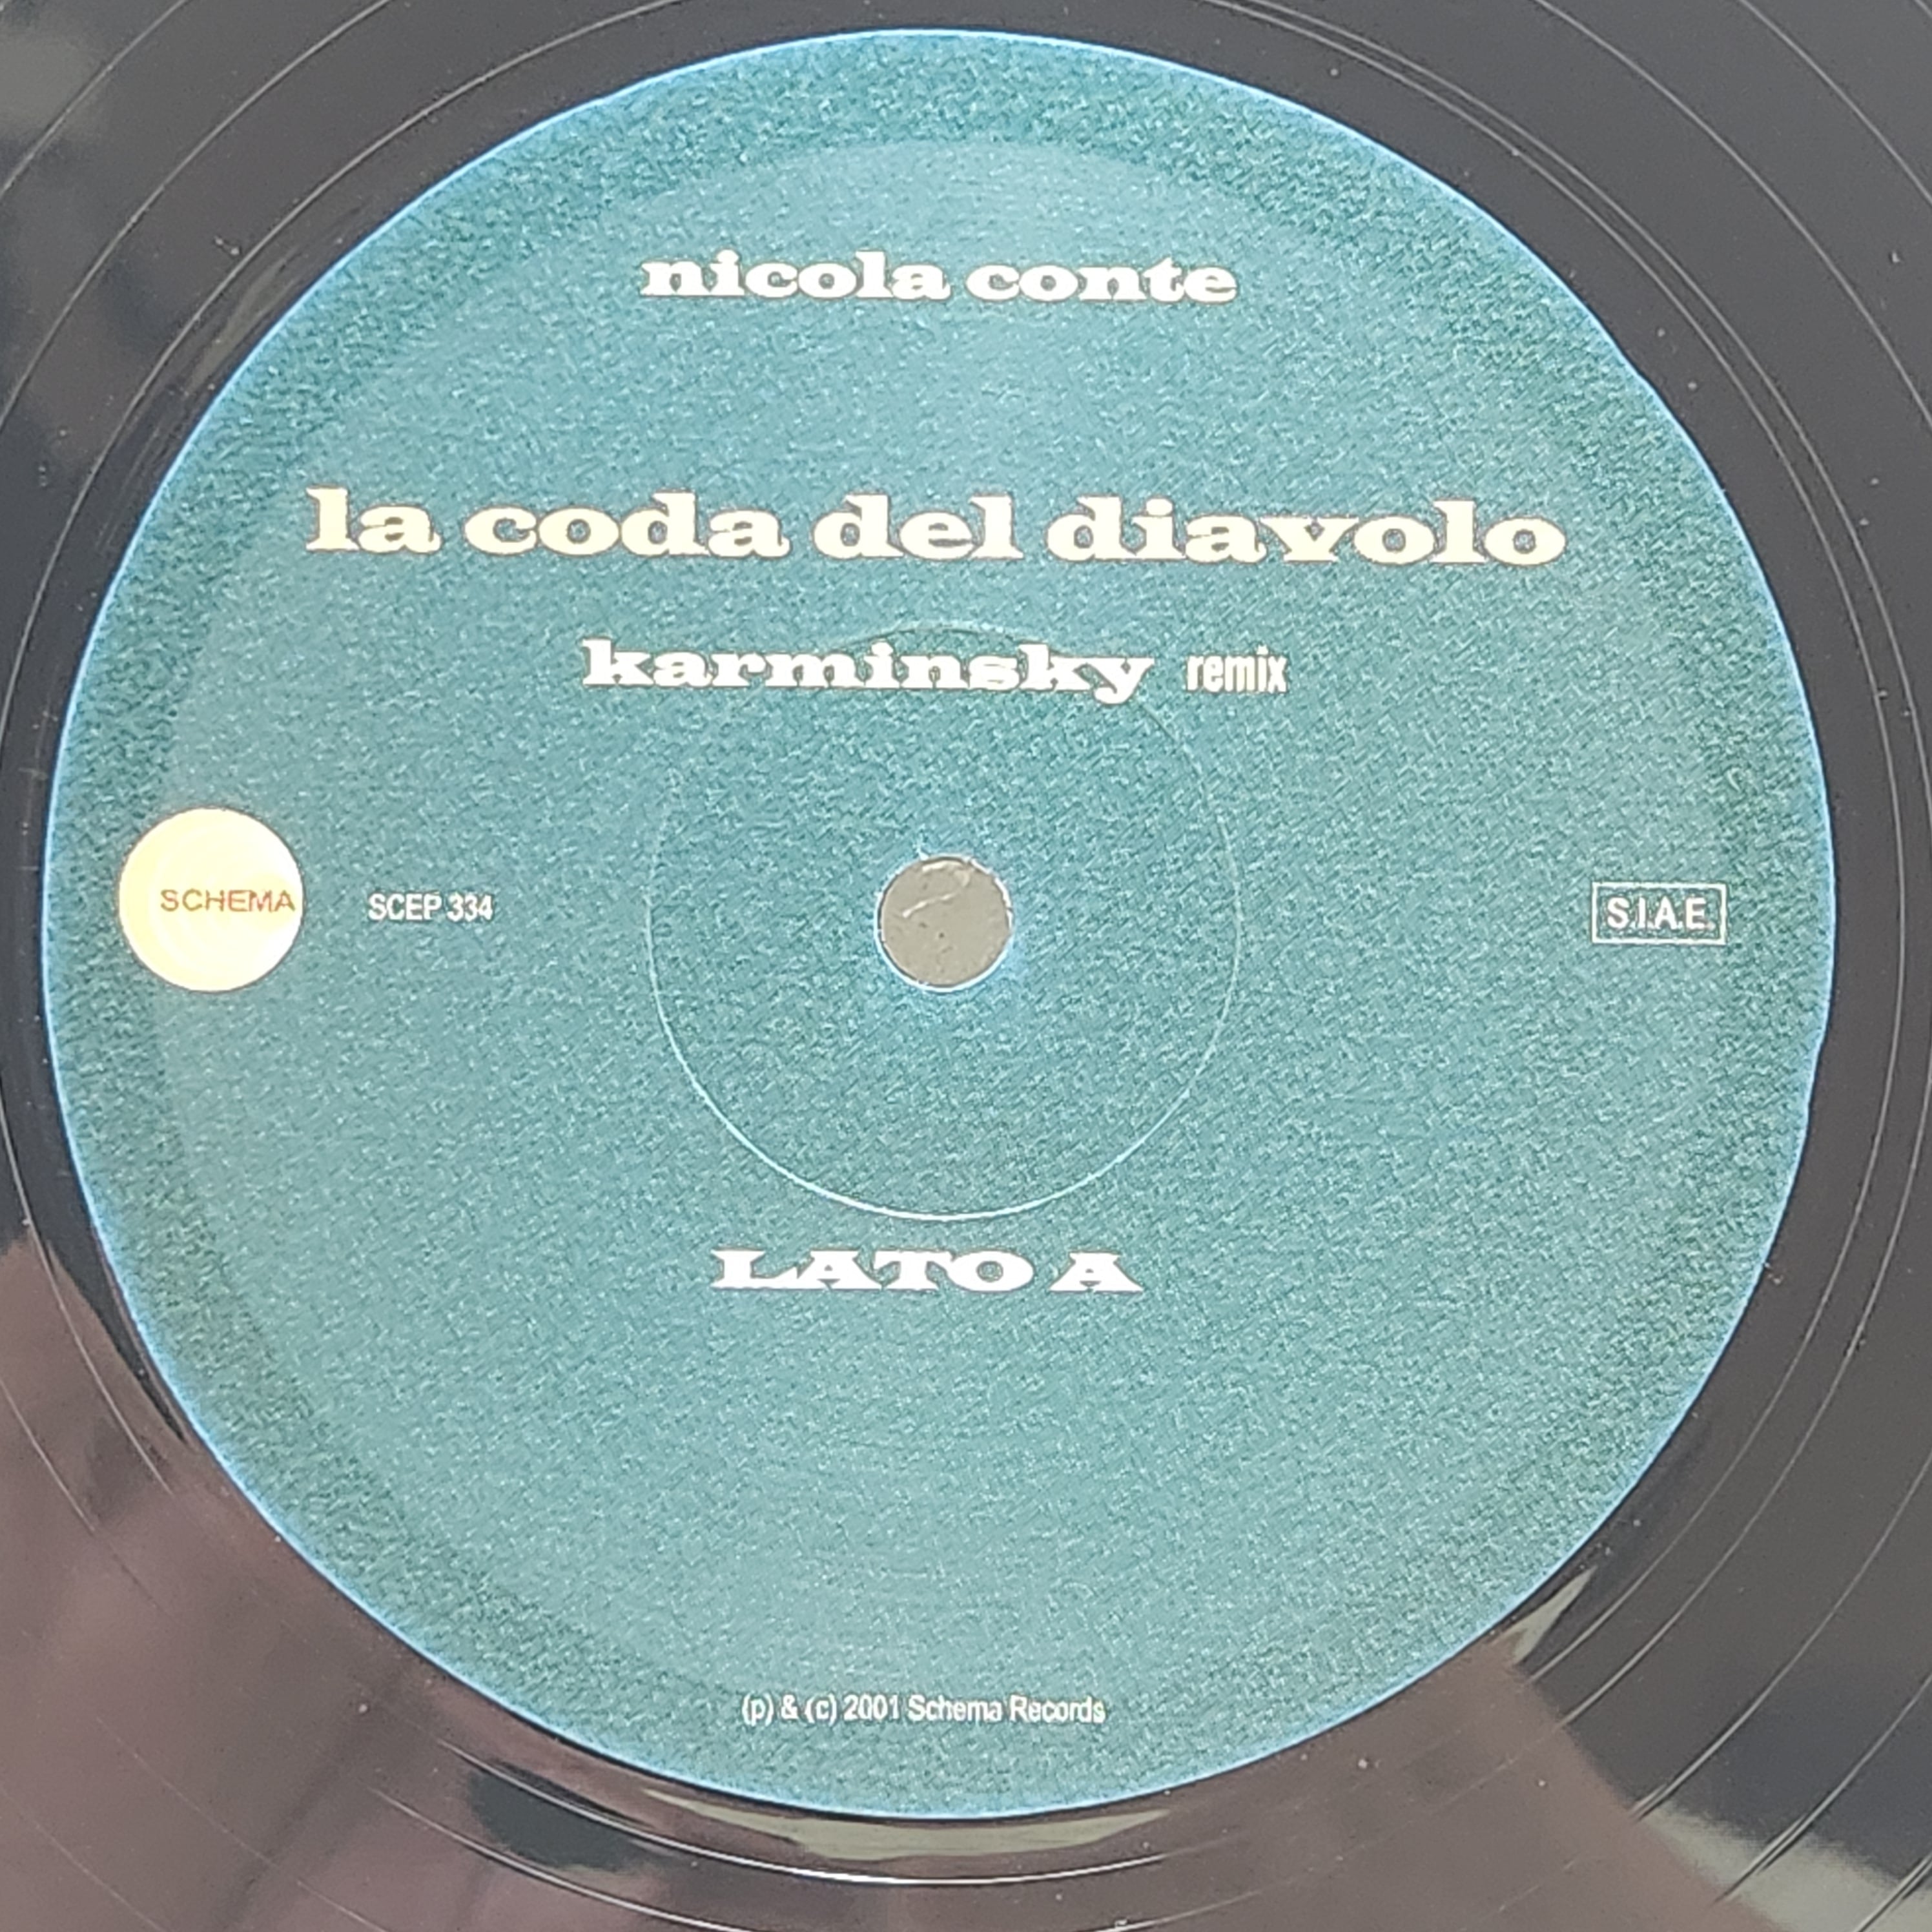 nicola conte
la coda del diavolo
karminsky remix
SCHEMA SCEP 334 S.I.A.E.
LATO A
(p) & (c) 2001 Schema Records